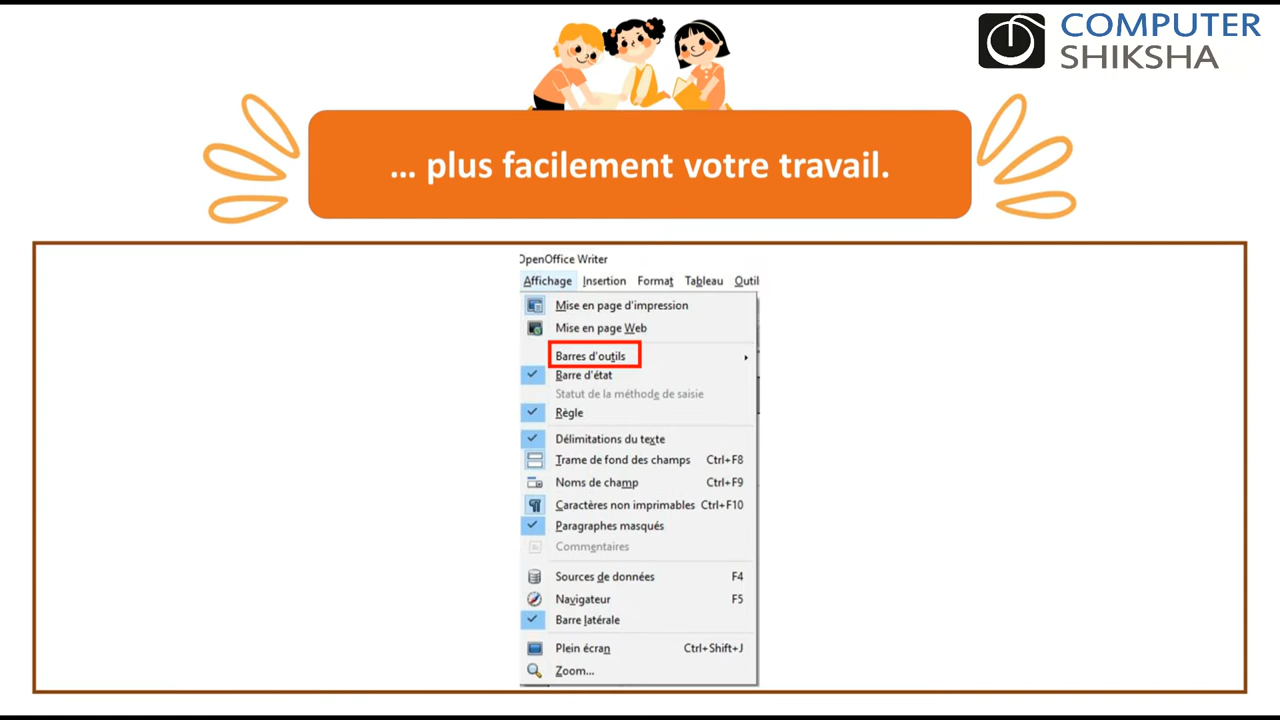 COMPUTER
SHIKSHA
... plus facilement votre travail.
OpenOffice Writer
Affichage Insertion Format Tableau Outil
Mise en page d'impression
Mise en page Web
Barres d'outils
Barre d'état
Statut de la méthode de saisie
Règle
Délimitations du texte
Trame de fond des champs Ctrl+F8
Noms de champ Ctrl+F9
Caractères non imprimables Ctrl+F10
Paragraphes masqués
Commentaires
Sources de données F4
Navigateur F5
Barre latérale
Plein écran Ctrl+Shift+J
Zoom...